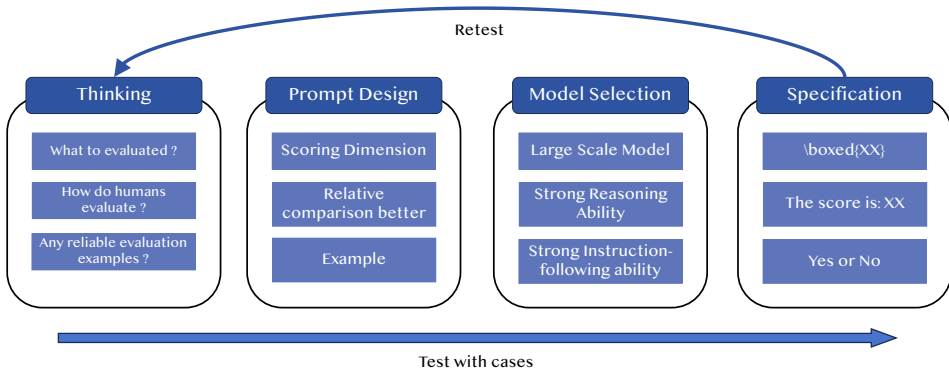 Retest
Thinking
What to evaluated ?
How do humans
evaluate ?
Any reliable evaluation
examples ?
Prompt Design
Scoring Dimension
Relative
comparison better
Example
Model Selection
Large Scale Model
Strong Reasoning
Ability
Strong Instruction-
following ability
Specification
\boxed{XX}
The score is: XX
Yes or No
Test with cases